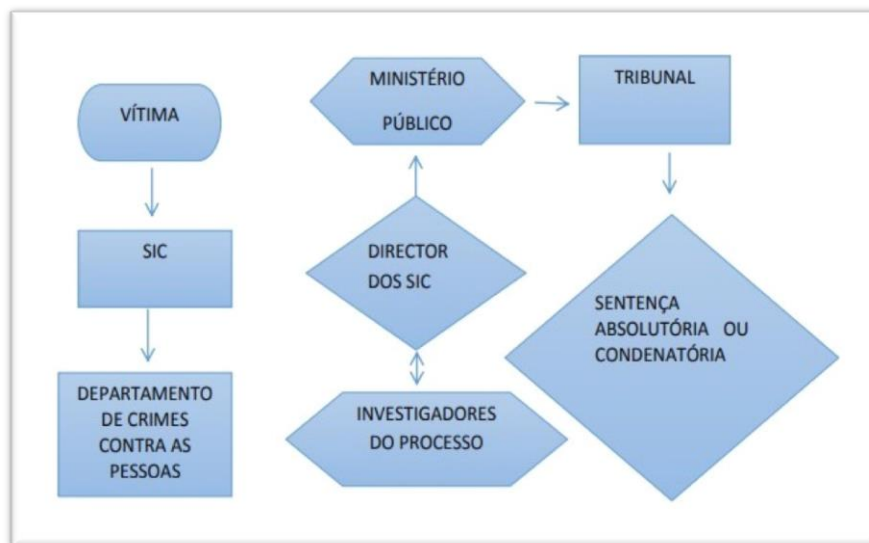 VÍTIMA
SIC
DEPARTAMENTO
DE CRIMES
CONTRA AS
PESSOAS
MINISTÉRIO
PÚBLICO
DIRECTOR
DOS SIC
INVESTIGADORES
DO PROCESSO
TRIBUNAL
SENTENÇA
ABSOLUTÓRIA OU
CONDENATÓRIA